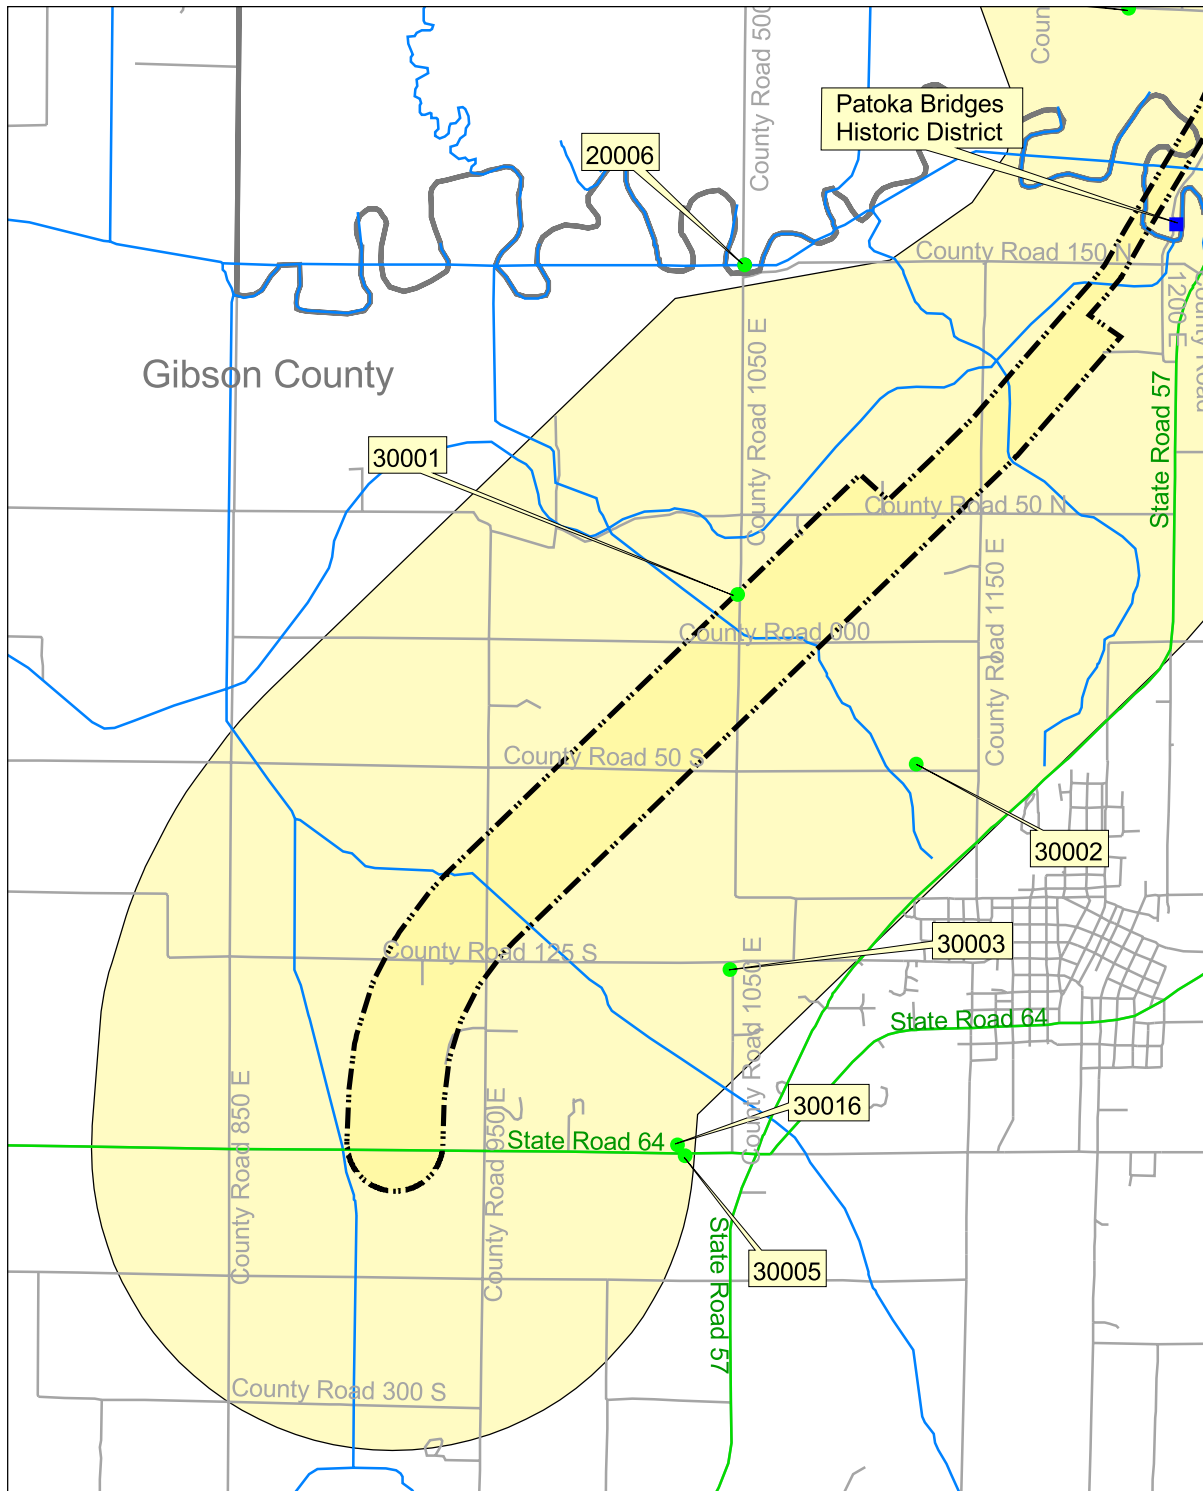 County Road 500
Coun
Patoka Bridges
Historic District
20006
County Road 150 N
1200 E
County Road
Gibson County
County Road 1050 E
State Road 57
30001
County Road 50 N
County Road 1150 E
County Road 000
County Road 50 S
30002
30003
County Road 125 S
County Road 1050 E
State Road 64
30016
County Road 850 E
County Road 950 E
State Road 64
30005
State Road 57
County Road 300 S